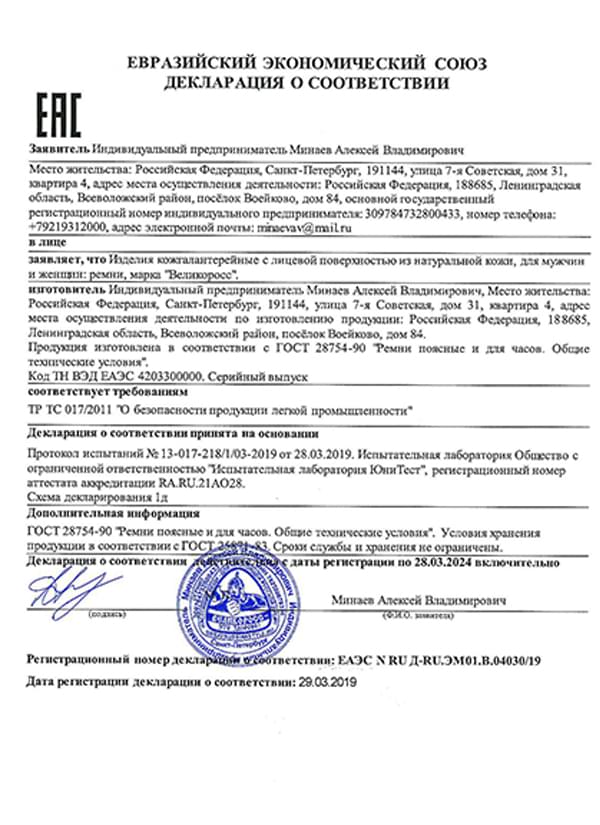 ЕВРАЗИЙСКИЙ ЭКОНОМИЧЕСКИЙ СОЮЗ
ДЕКЛАРАЦИЯ О СООТВЕТСТВИИ
ЕАС
Заявитель Индивидуальный предприниматель Минаев Алексей Владимирович
Место жительства: Российская Федерация, Санкт-Петербург, 191144, улица 7-я Советская, дом 31,
квартира 4, адрес места осуществления деятельности: Российская Федерация, 188685, Ленинградская
область, Всеволожский район, посёлок Воейково, дом 84, основной государственный
регистрационный номер индивидуального предпринимателя: 309784732800433, номер телефона:
+79219312000, адрес электронной почты: minaevav@mail.ru
в лице
заявляет, что Изделия кожгалантерейные с лицевой поверхностью из натуральной кожи, для мужчин
и женщин: ремни, марка "Великоросс".
изготовитель Индивидуальный предприниматель Минаев Алексей Владимирович, Место жительства:
Российская Федерация, Санкт-Петербург, 191144, улица 7-я Советская, дом 31, квартира 4, адрес
места осуществления деятельности по изготовлению продукции: Российская Федерация, 188685,
Ленинградская область, Всеволожский район, посёлок Воейково, дом 84.
Продукция изготовлена в соответствии с ГОСТ 28754-90 "Ремни поясные и для часов. Общие
технические условия".
Код ТН ВЭД ЕАЭС 4203300000. Серийный выпуск
соответствует требованиям
ТР ТС 017/2011 "О безопасности продукции легкой промышленности"
Декларация о соответствии принята на основании
Протокол испытаний № 13-017-218/1/03-2019 от 28.03.2019. Испытательная лаборатория Общество с
ограниченной ответственностью "Испытательная лаборатория ЮниТест", регистрационный номер
аттестата аккредитации RA.RU.21АО28.
Схема декларирования 1д
Дополнительная информация
ГОСТ 28754-90 "Ремни поясные и для часов. Общие технические условия". Условия хранения
продукции в соответствии с ГОСТ 25871-83. Сроки службы и хранения не ограничены.
Декларация о соответствии действительна с даты регистрации по 28.03.2024 включительно
Минаев Алексей Владимирович
(подпись)
(Ф.И.О. заявителя)
Регистрационный номер декларации о соответствии: ЕАЭС N RU Д-RU.ЭМ01.В.04030/19
Дата регистрации декларации о соответствии: 29.03.2019